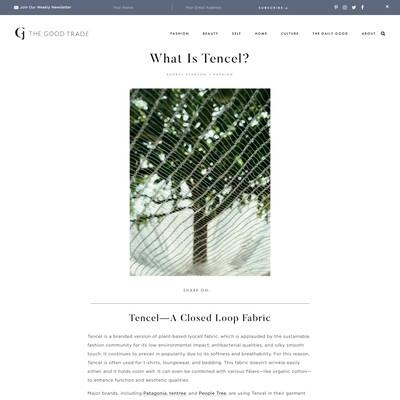 Join Our Weekly Newsletter
Your Name
Your Email Address
SUBSCRIBE
THE GOOD TRADE
FASHION BEAUTY SELF HOME CULTURE THE DAILY GOOD ABOUT
What Is Tencel?
AUDREY STANTON | FASHION
SHARE ON:
Tencel—A Closed Loop Fabric
Tencel is a branded version of plant-based lyocell fabric, which is applauded by the sustainable
fashion community for its low environmental impact, antibacterial qualities, and silky smooth
touch. It continues to prevail in popularity due to its softness and breathability. For this reason,
Tencel is often used for t-shirts, loungewear, and bedding. This fabric doesn't wrinkle easily
either, and it holds color well. It can even be combined with various fibers—like organic cotton—
to enhance function and aesthetic qualities.
Major brands, including Patagonia, tentree, and People Tree, are using Tencel in their garment